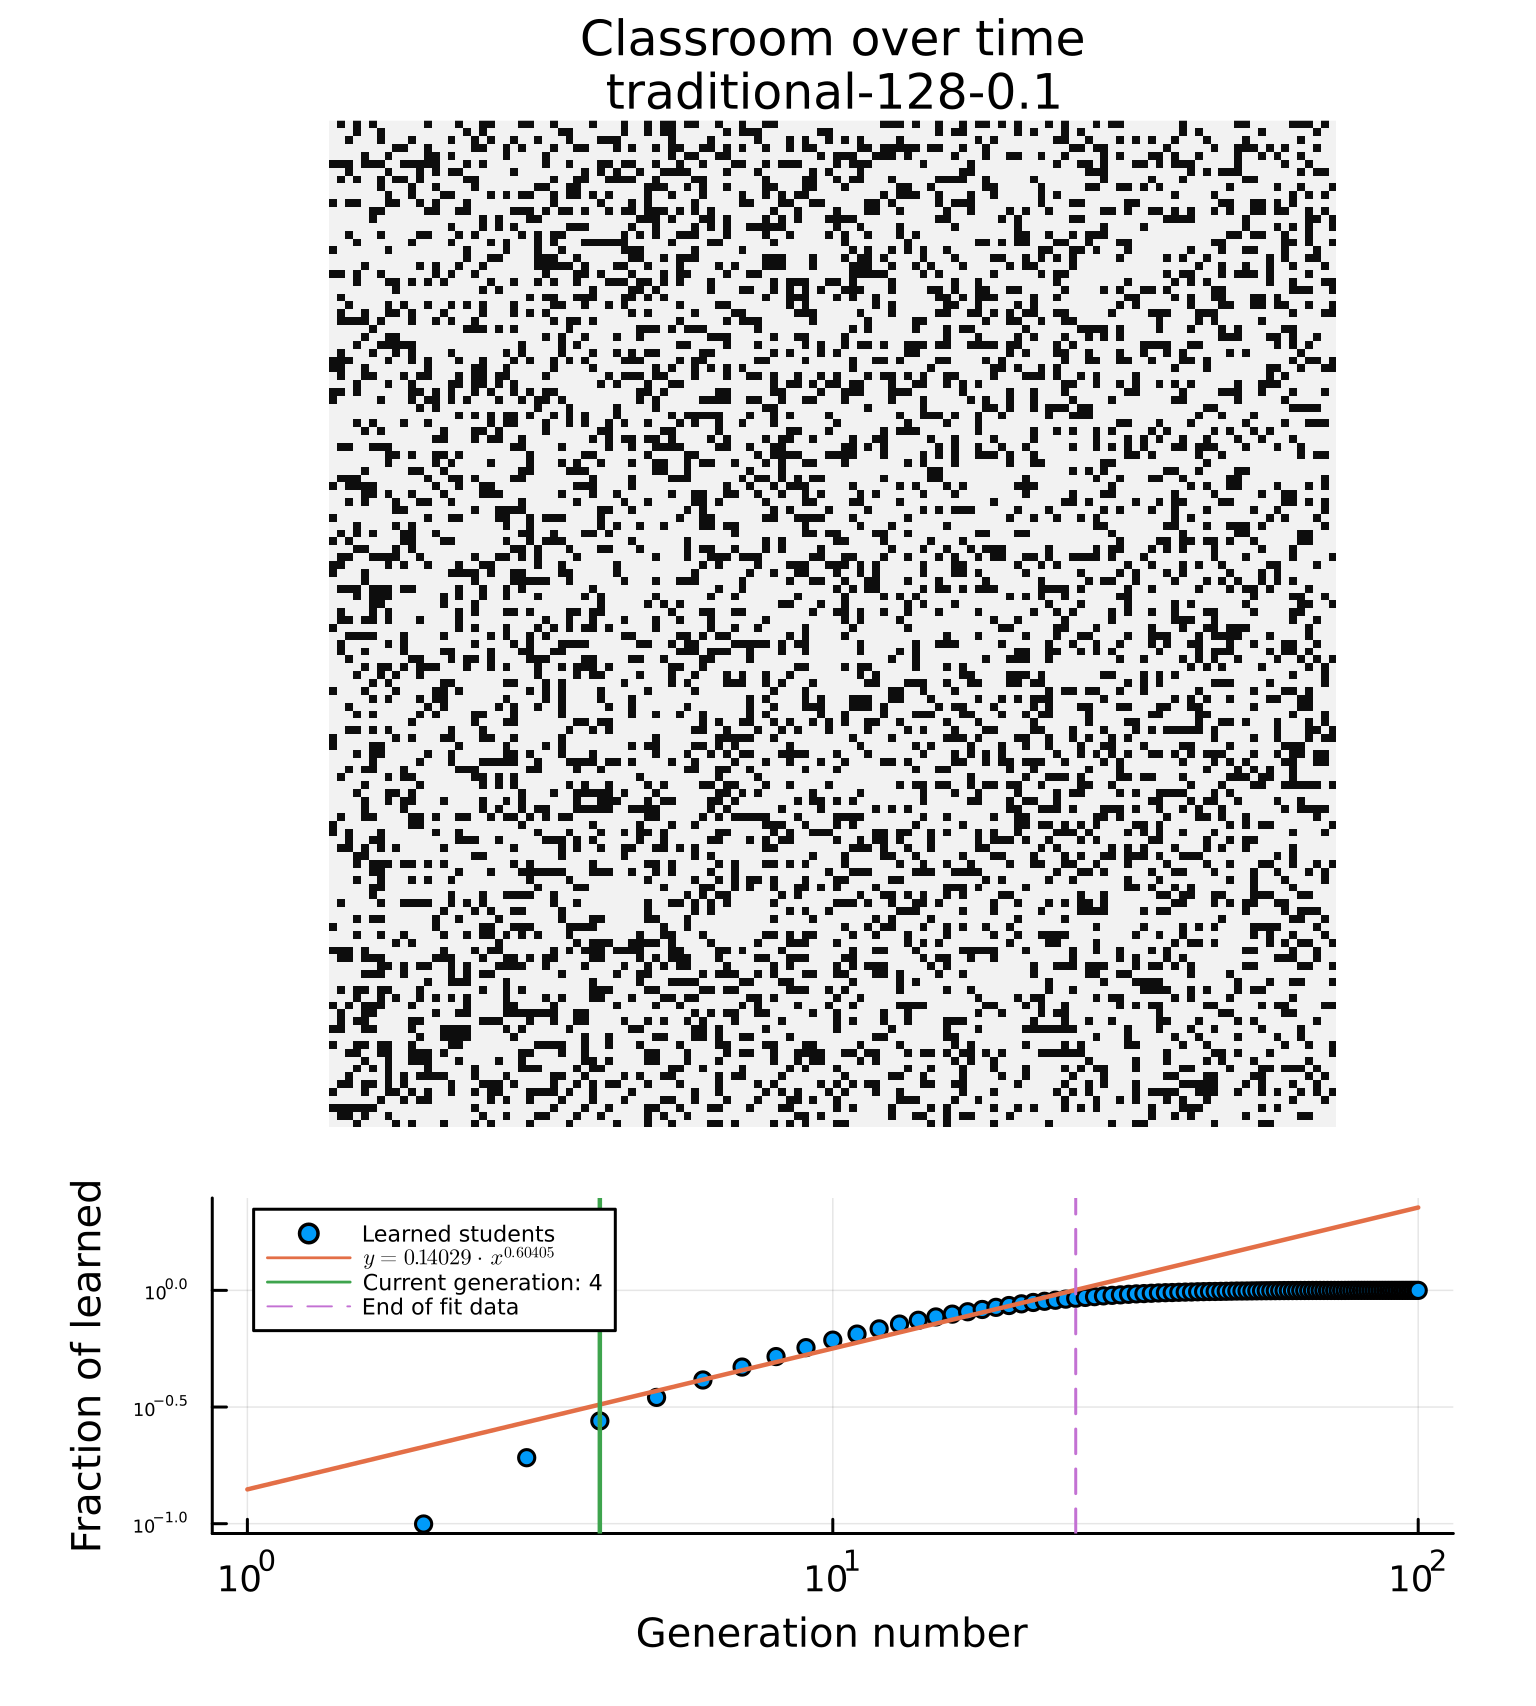 Classroom over time
traditional-128-0.1
Fraction of learned
Learned students
y = 0.14029 · x^0.60405
Current generation: 4
End of fit data
10^0.0
10^−0.5
10^−1.0
10^0 10^1 10^2
Generation number